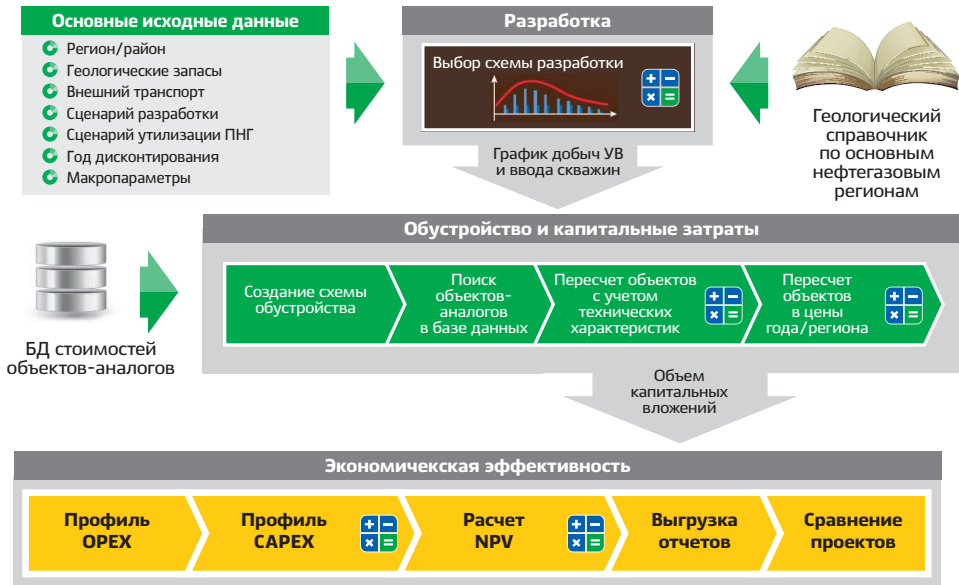 Основные исходные данные
Регион/район
Геологические запасы
Внешний транспорт
Сценарий разработки
Сценарий утилизации ПНГ
Год дисконтирования
Макропараметры
Разработка
Выбор схемы разработки
График добыч УВ
и ввода скважин
Геологический
справочник
по основным
нефтегазовым
регионам
БД стоимостей
объектов-аналогов
Обустройство и капитальные затраты
Создание схемы
обустройства
Поиск
объектов-
аналогов
в базе данных
Пересчет объектов
с учетом
технических
характеристик
Пересчет
объектов
в цены
года/региона
Объем
капитальных
вложений
Экономичекская эффективность
Профиль
OPEX
Профиль
CAPEX
Расчет
NPV
Выгрузка
отчетов
Сравнение
проектов